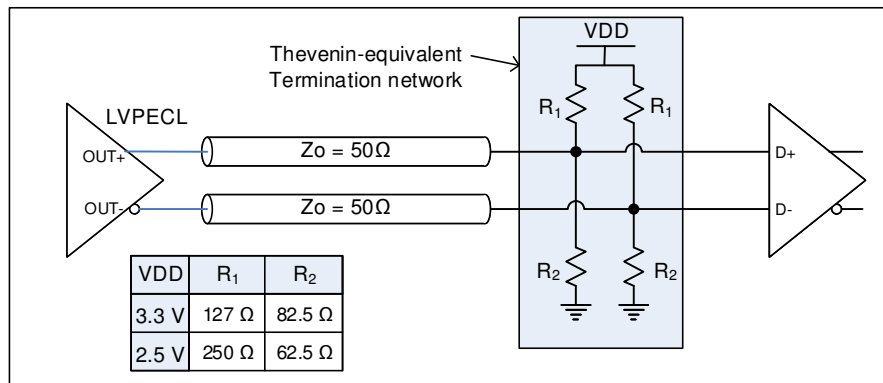 VDD
Thevenin-equivalent
Termination network
R₁ R₁
LVPECL
OUT+ Zo = 50Ω D+
OUT- Zo = 50Ω D-
R₂ R₂
VDD R₁ R₂
3.3 V 127 Ω 82.5 Ω
2.5 V 250 Ω 62.5 Ω